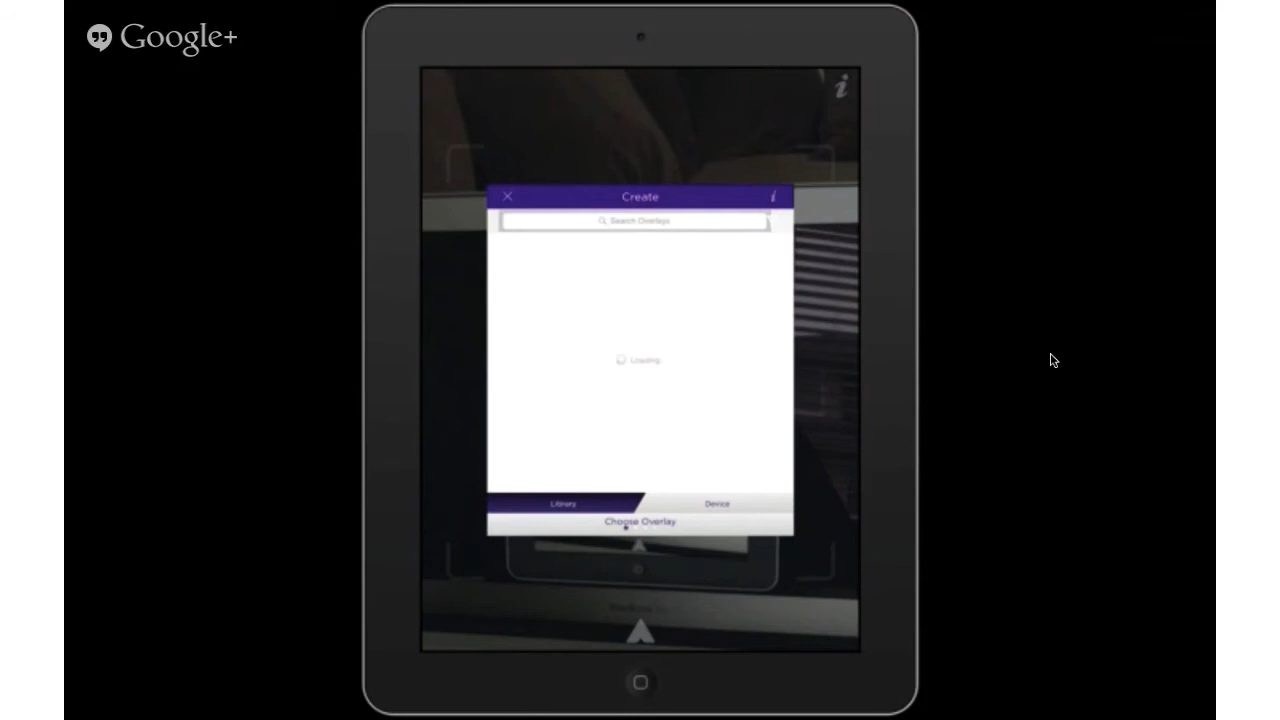 Google+
i
Create
i
Search Overlays
Loading.
Library
Device
Choose Overlay